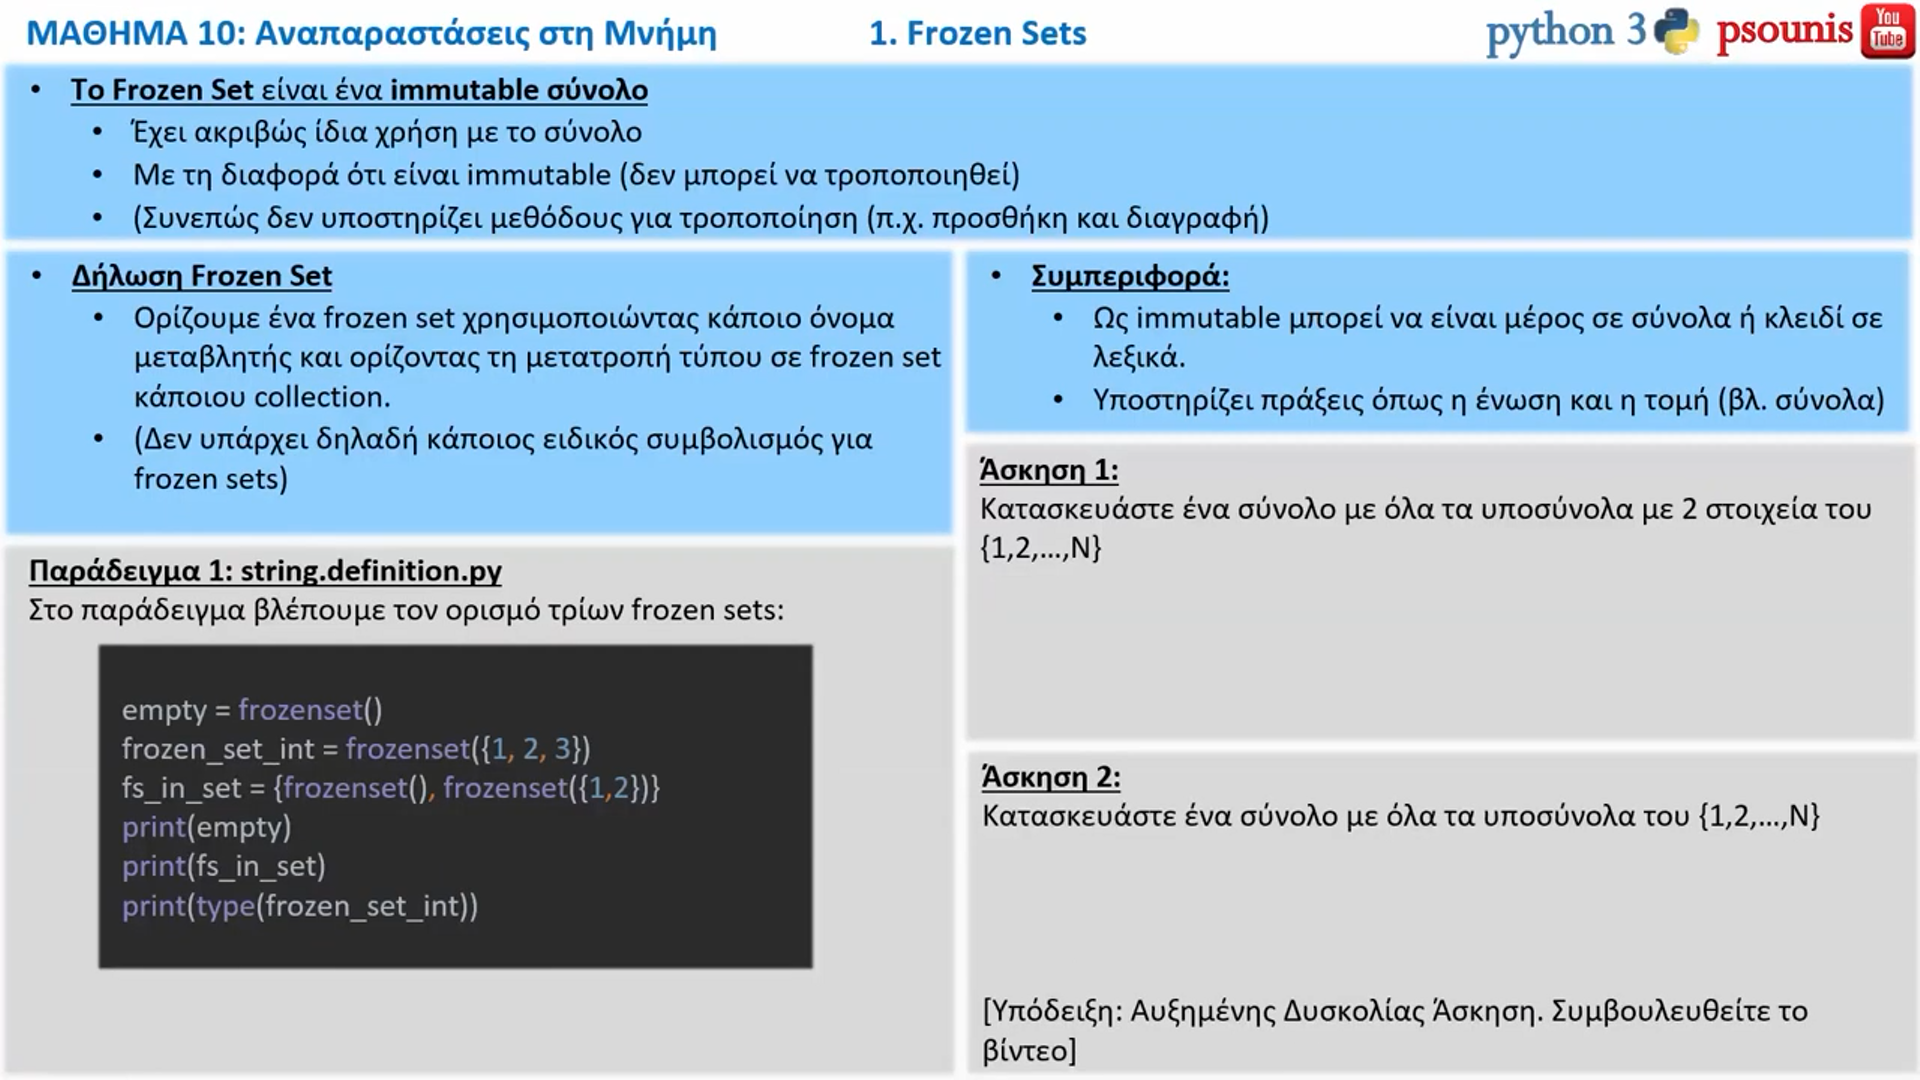 ΜΑΘΗΜΑ 10: Αναπαραστάσεις στη Μνήμη 1. Frozen Sets python 3 psounis You Tube
• Το Frozen Set είναι ένα immutable σύνολο
• Έχει ακριβώς ίδια χρήση με το σύνολο
• Με τη διαφορά ότι είναι immutable (δεν μπορεί να τροποποιηθεί)
• (Συνεπώς δεν υποστηρίζει μεθόδους για τροποποίηση (π.χ. προσθήκη και διαγραφή)
• Δήλωση Frozen Set
• Ορίζουμε ένα frozen set χρησιμοποιώντας κάποιο όνομα
μεταβλητής και ορίζοντας τη μετατροπή τύπου σε frozen set
κάποιου collection.
• (Δεν υπάρχει δηλαδή κάποιος ειδικός συμβολισμός για
frozen sets)
Παράδειγμα 1: string.definition.py
Στο παράδειγμα βλέπουμε τον ορισμό τρίων frozen sets:
empty = frozenset()
frozen_set_int = frozenset({1, 2, 3})
fs_in_set = {frozenset(), frozenset({1,2})}
print(empty)
print(fs_in_set)
print(type(frozen_set_int))
• Συμπεριφορά:
• Ως immutable μπορεί να είναι μέρος σε σύνολα ή κλειδί σε
λεξικά.
• Υποστηρίζει πράξεις όπως η ένωση και η τομή (βλ. σύνολα)
Άσκηση 1:
Κατασκευάστε ένα σύνολο με όλα τα υποσύνολα με 2 στοιχεία του
{1,2,...,N}
Άσκηση 2:
Κατασκευάστε ένα σύνολο με όλα τα υποσύνολα του {1,2,...,N}
[Υπόδειξη: Αυξημένης Δυσκολίας Άσκηση. Συμβουλευθείτε το
βίντεο]